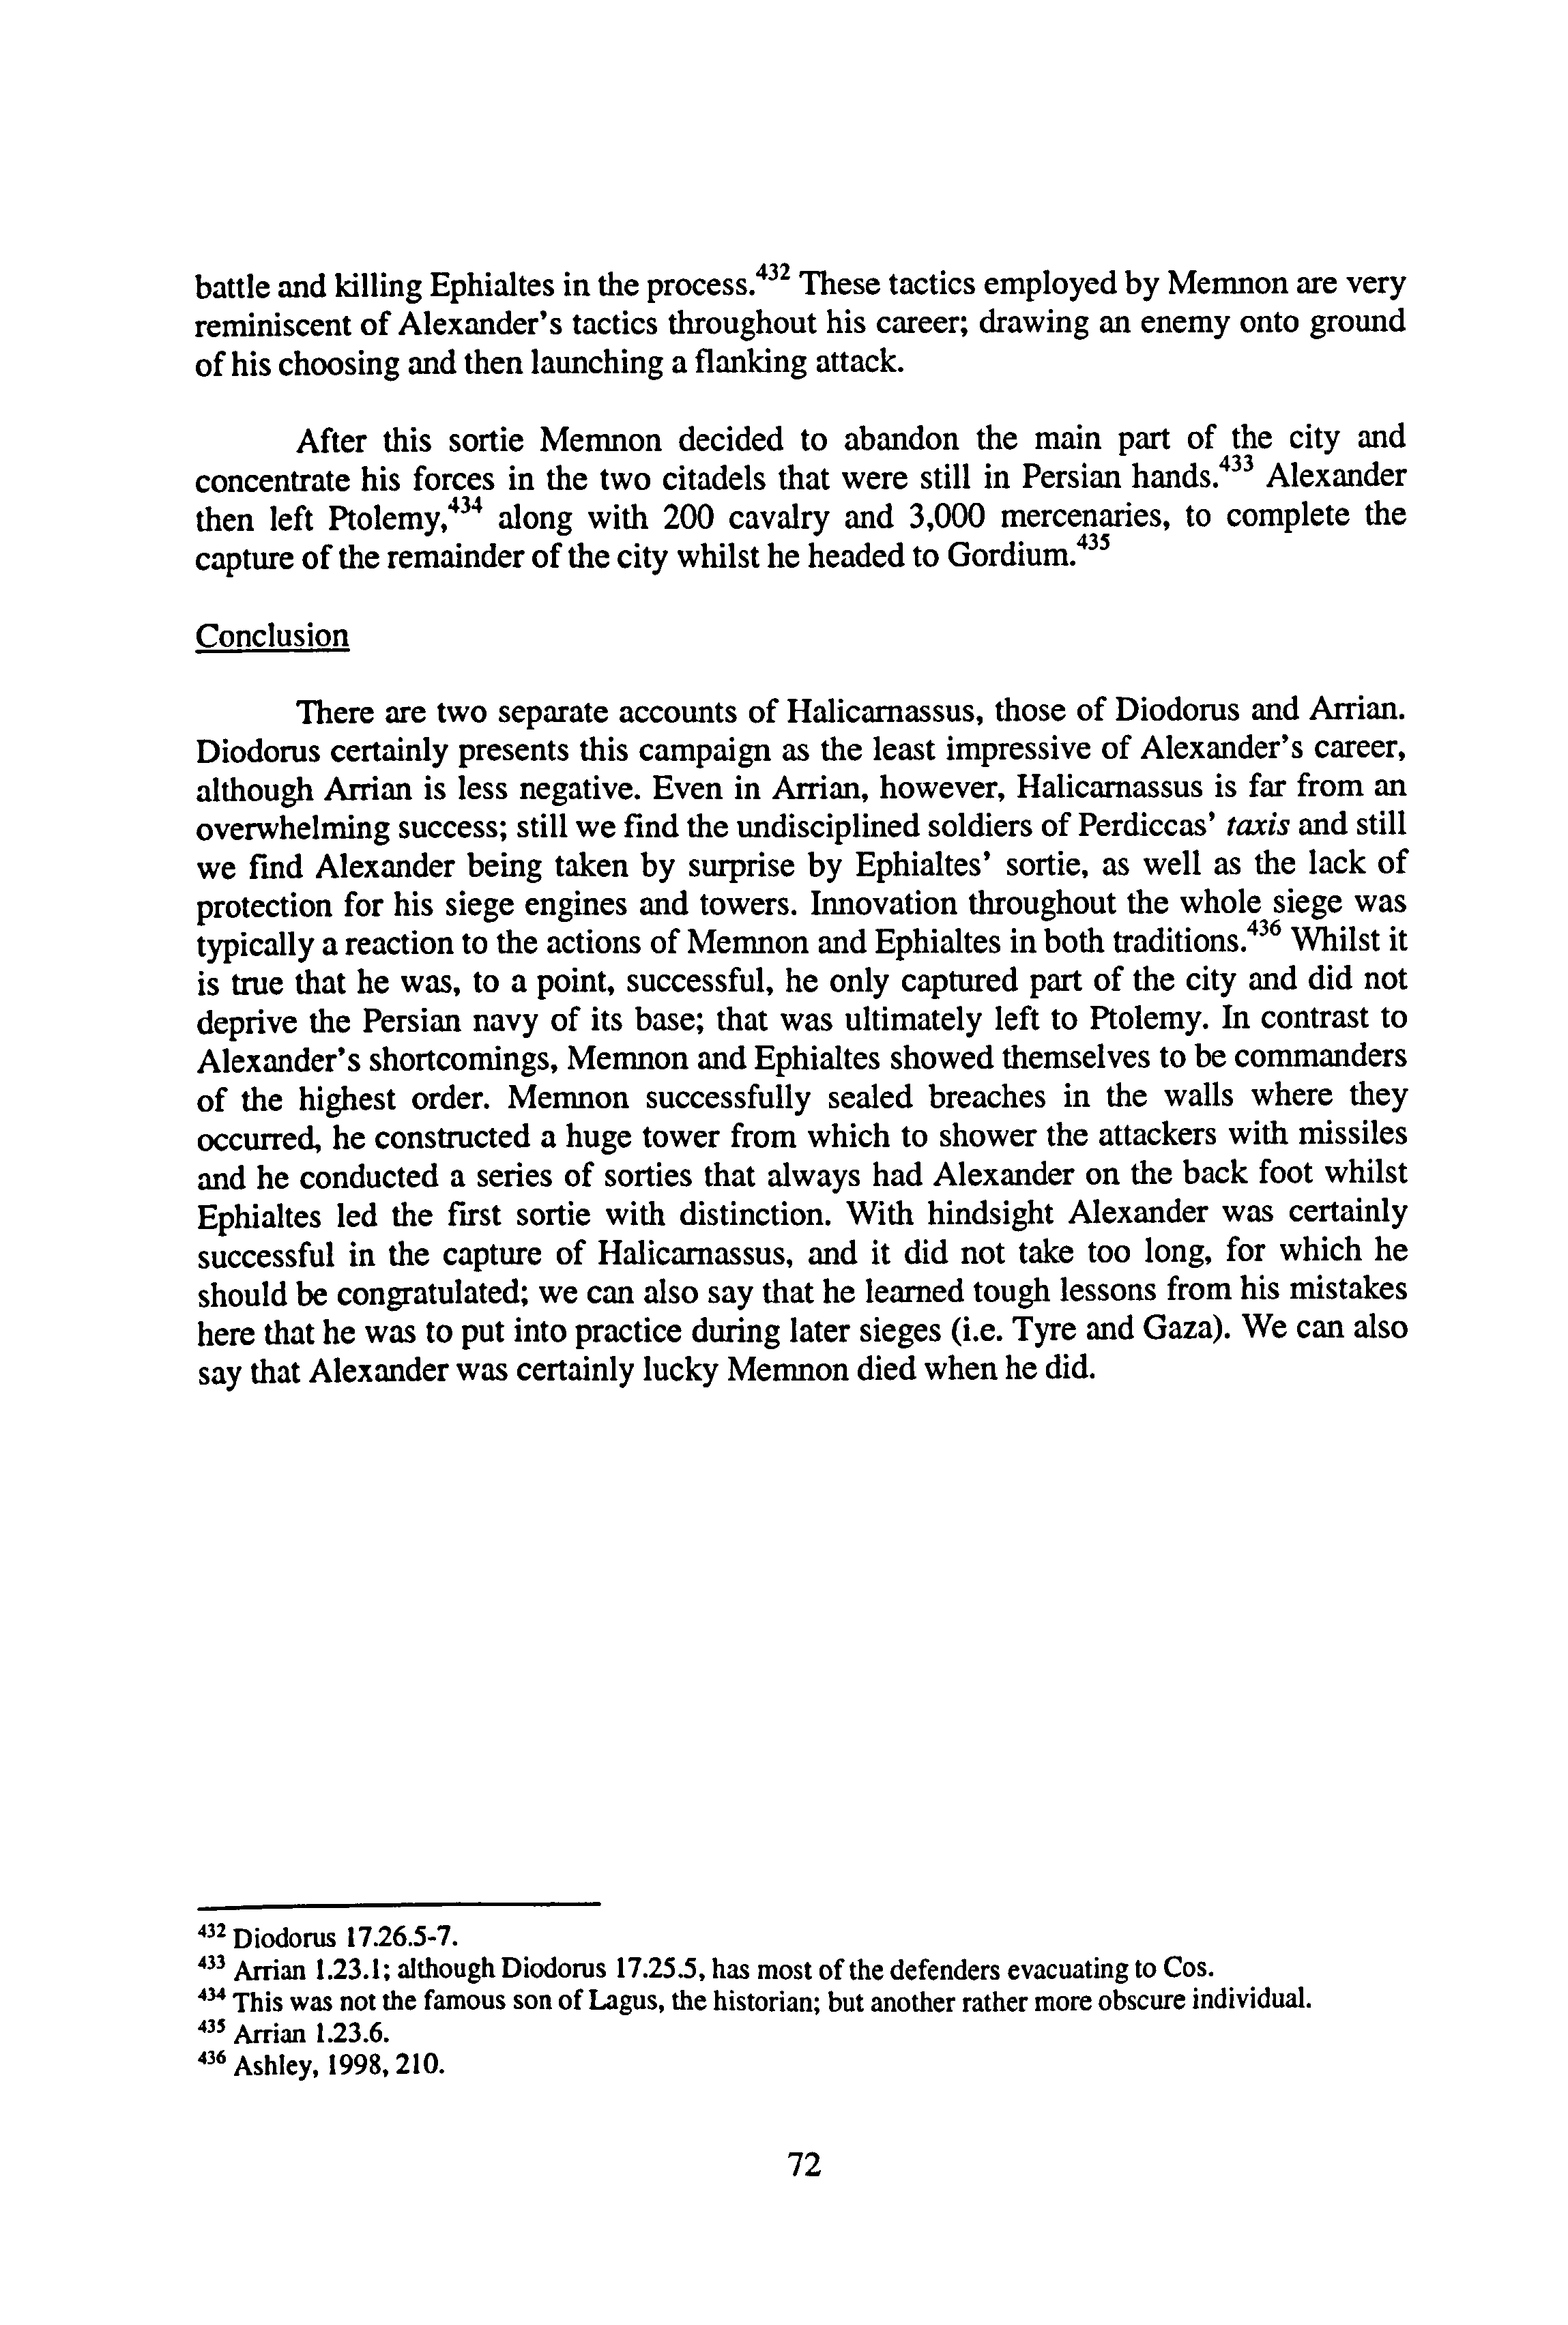 battle and killing Ephialtes in the process.432 These tactics employed by Memnon are very
reminiscent of Alexander's tactics throughout his career; drawing an enemy onto ground
of his choosing and then launching a flanking attack.
After this sortie Memnon decided to abandon the main part of the city and
concentrate his forces in the two citadels that were still in Persian hands.433 Alexander
then left Ptolemy,434 along with 200 cavalry and 3,000 mercenaries, to complete the
capture of the remainder of the city whilst he headed to Gordium.435
Conclusion
There are two separate accounts of Halicarnassus, those of Diodorus and Arrian.
Diodorus certainly presents this campaign as the least impressive of Alexander's career,
although Arrian is less negative. Even in Arrian, however, Halicarnassus is far from an
overwhelming success; still we find the undisciplined soldiers of Perdiccas' taxis and still
we find Alexander being taken by surprise by Ephialtes' sortie, as well as the lack of
protection for his siege engines and towers. Innovation throughout the whole siege was
typically a reaction to the actions of Memnon and Ephialtes in both traditions.436 Whilst it
is true that he was, to a point, successful, he only captured part of the city and did not
deprive the Persian navy of its base; that was ultimately left to Ptolemy. In contrast to
Alexander's shortcomings, Memnon and Ephialtes showed themselves to be commanders
of the highest order. Memnon successfully sealed breaches in the walls where they
occurred, he constructed a huge tower from which to shower the attackers with missiles
and he conducted a series of sorties that always had Alexander on the back foot whilst
Ephialtes led the first sortie with distinction. With hindsight Alexander was certainly
successful in the capture of Halicarnassus, and it did not take too long, for which he
should be congratulated; we can also say that he learned tough lessons from his mistakes
here that he was to put into practice during later sieges (i.e. Tyre and Gaza). We can also
say that Alexander was certainly lucky Memnon died when he did.
432 Diodorus 17.26.5-7.
433 Arrian 1.23.1; although Diodorus 17.25.5, has most of the defenders evacuating to Cos.
434 This was not the famous son of Lagus, the historian; but another rather more obscure individual.
435 Arrian 1.23.6.
436 Ashley, 1998, 210.
72